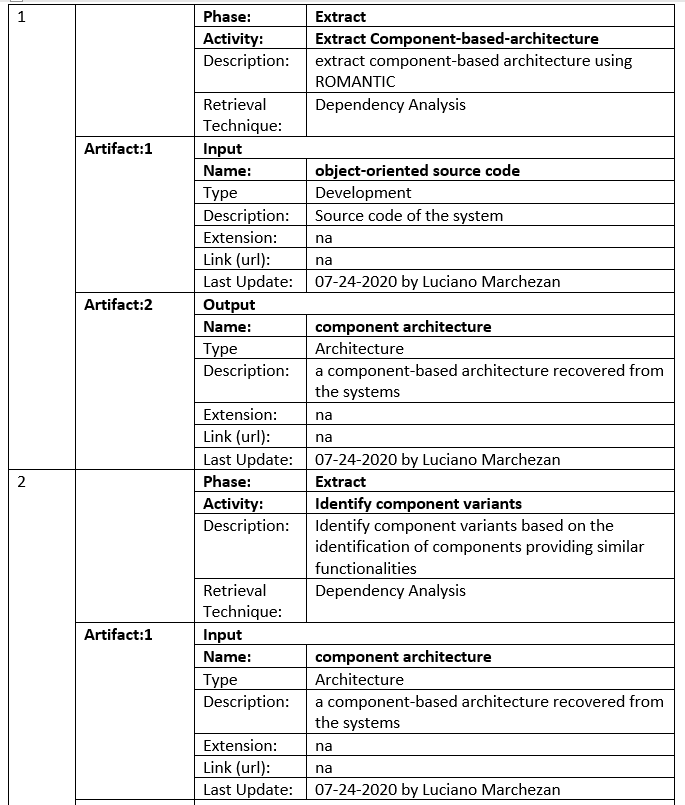 1
Phase: Extract
Activity: Extract Component-based-architecture
Description: extract component-based architecture using
ROMANTIC
Retrieval Dependency Analysis
Technique:
Artifact:1 Input
Name: object-oriented source code
Type Development
Description: Source code of the system
Extension: na
Link (url): na
Last Update: 07-24-2020 by Luciano Marchezan
Artifact:2 Output
Name: component architecture
Type Architecture
Description: a component-based architecture recovered from
the systems
Extension: na
Link (url): na
Last Update: 07-24-2020 by Luciano Marchezan
2
Phase: Extract
Activity: Identify component variants
Description: Identify component variants based on the
identification of components providing similar
functionalities
Retrieval Dependency Analysis
Technique:
Artifact:1 Input
Name: component architecture
Type Architecture
Description: a component-based architecture recovered from
the systems
Extension: na
Link (url): na
Last Update: 07-24-2020 by Luciano Marchezan